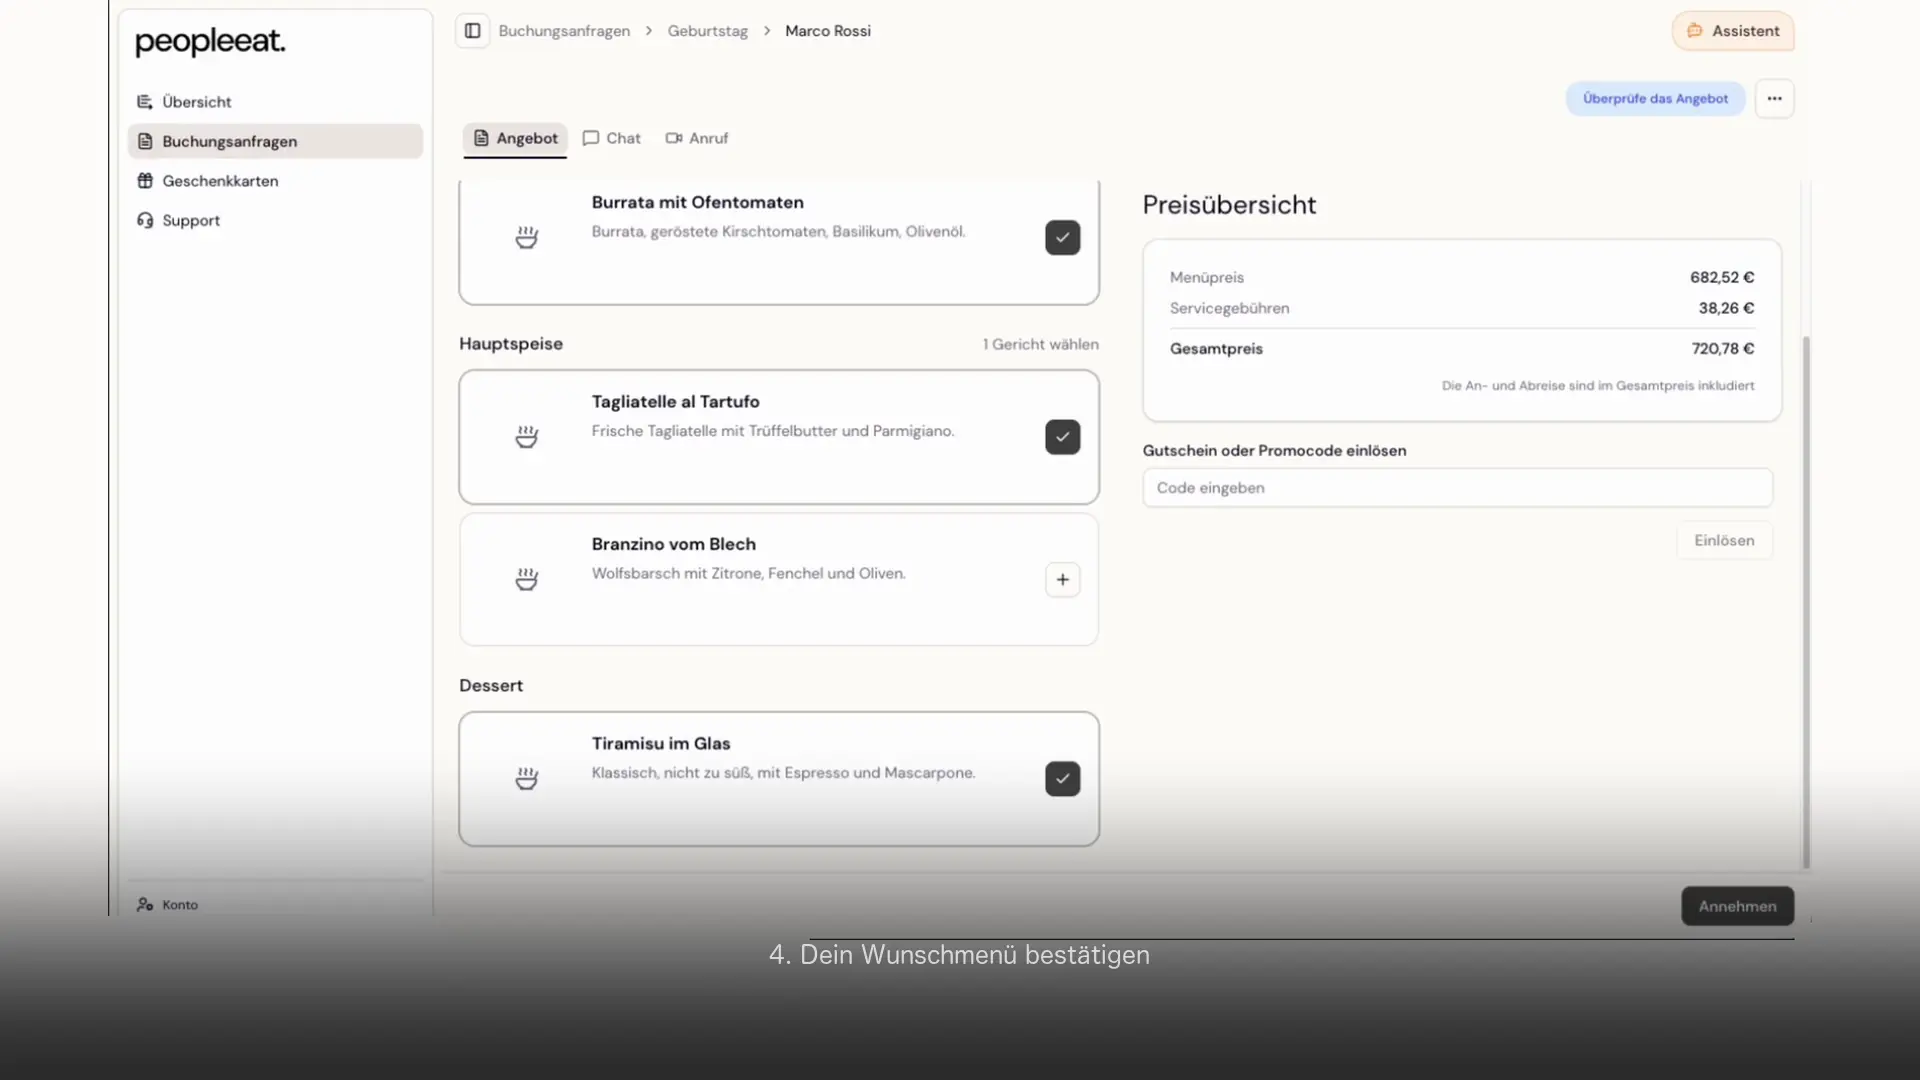 peopleeat.
Übersicht
Buchungsanfragen
Geschenkkarten
Support
Konto
Buchungsanfragen > Geburtstag > Marco Rossi
Assistent
Überprüfe das Angebot
Angebot Chat Anruf
Burrata mit Ofentomaten
Burrata, geröstete Kirschtomaten, Basilikum, Olivenöl.
Hauptspeise 1 Gericht wählen
Tagliatelle al Tartufo
Frische Tagliatelle mit Trüffelbutter und Parmigiano.
Branzino vom Blech
Wolfsbarsch mit Zitrone, Fenchel und Oliven.
Dessert
Tiramisu im Glas
Klassisch, nicht zu süß, mit Espresso und Mascarpone.
Preisübersicht
Menüpreis 682,52 €
Servicegebühren 38,26 €
Gesamtpreis 720,78 €
Die An- und Abreise sind im Gesamtpreis inkludiert
Gutschein oder Promocode einlösen
Code eingeben
Einlösen
Annehmen
4. Dein Wunschmenü bestätigen